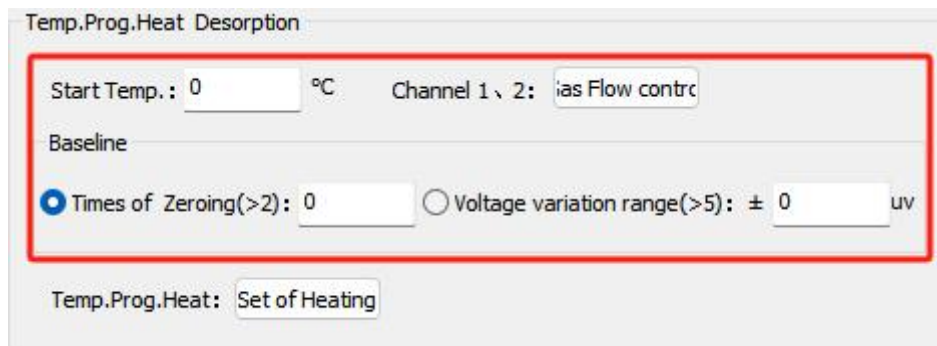 Temp.Prog.Heat Desorption
Start Temp.: 0 ℃ Channel 1、2: ias Flow contrc
Baseline
Times of Zeroing(>2): 0 Voltage variation range(>5): ± 0 uv
Temp.Prog.Heat: Set of Heating